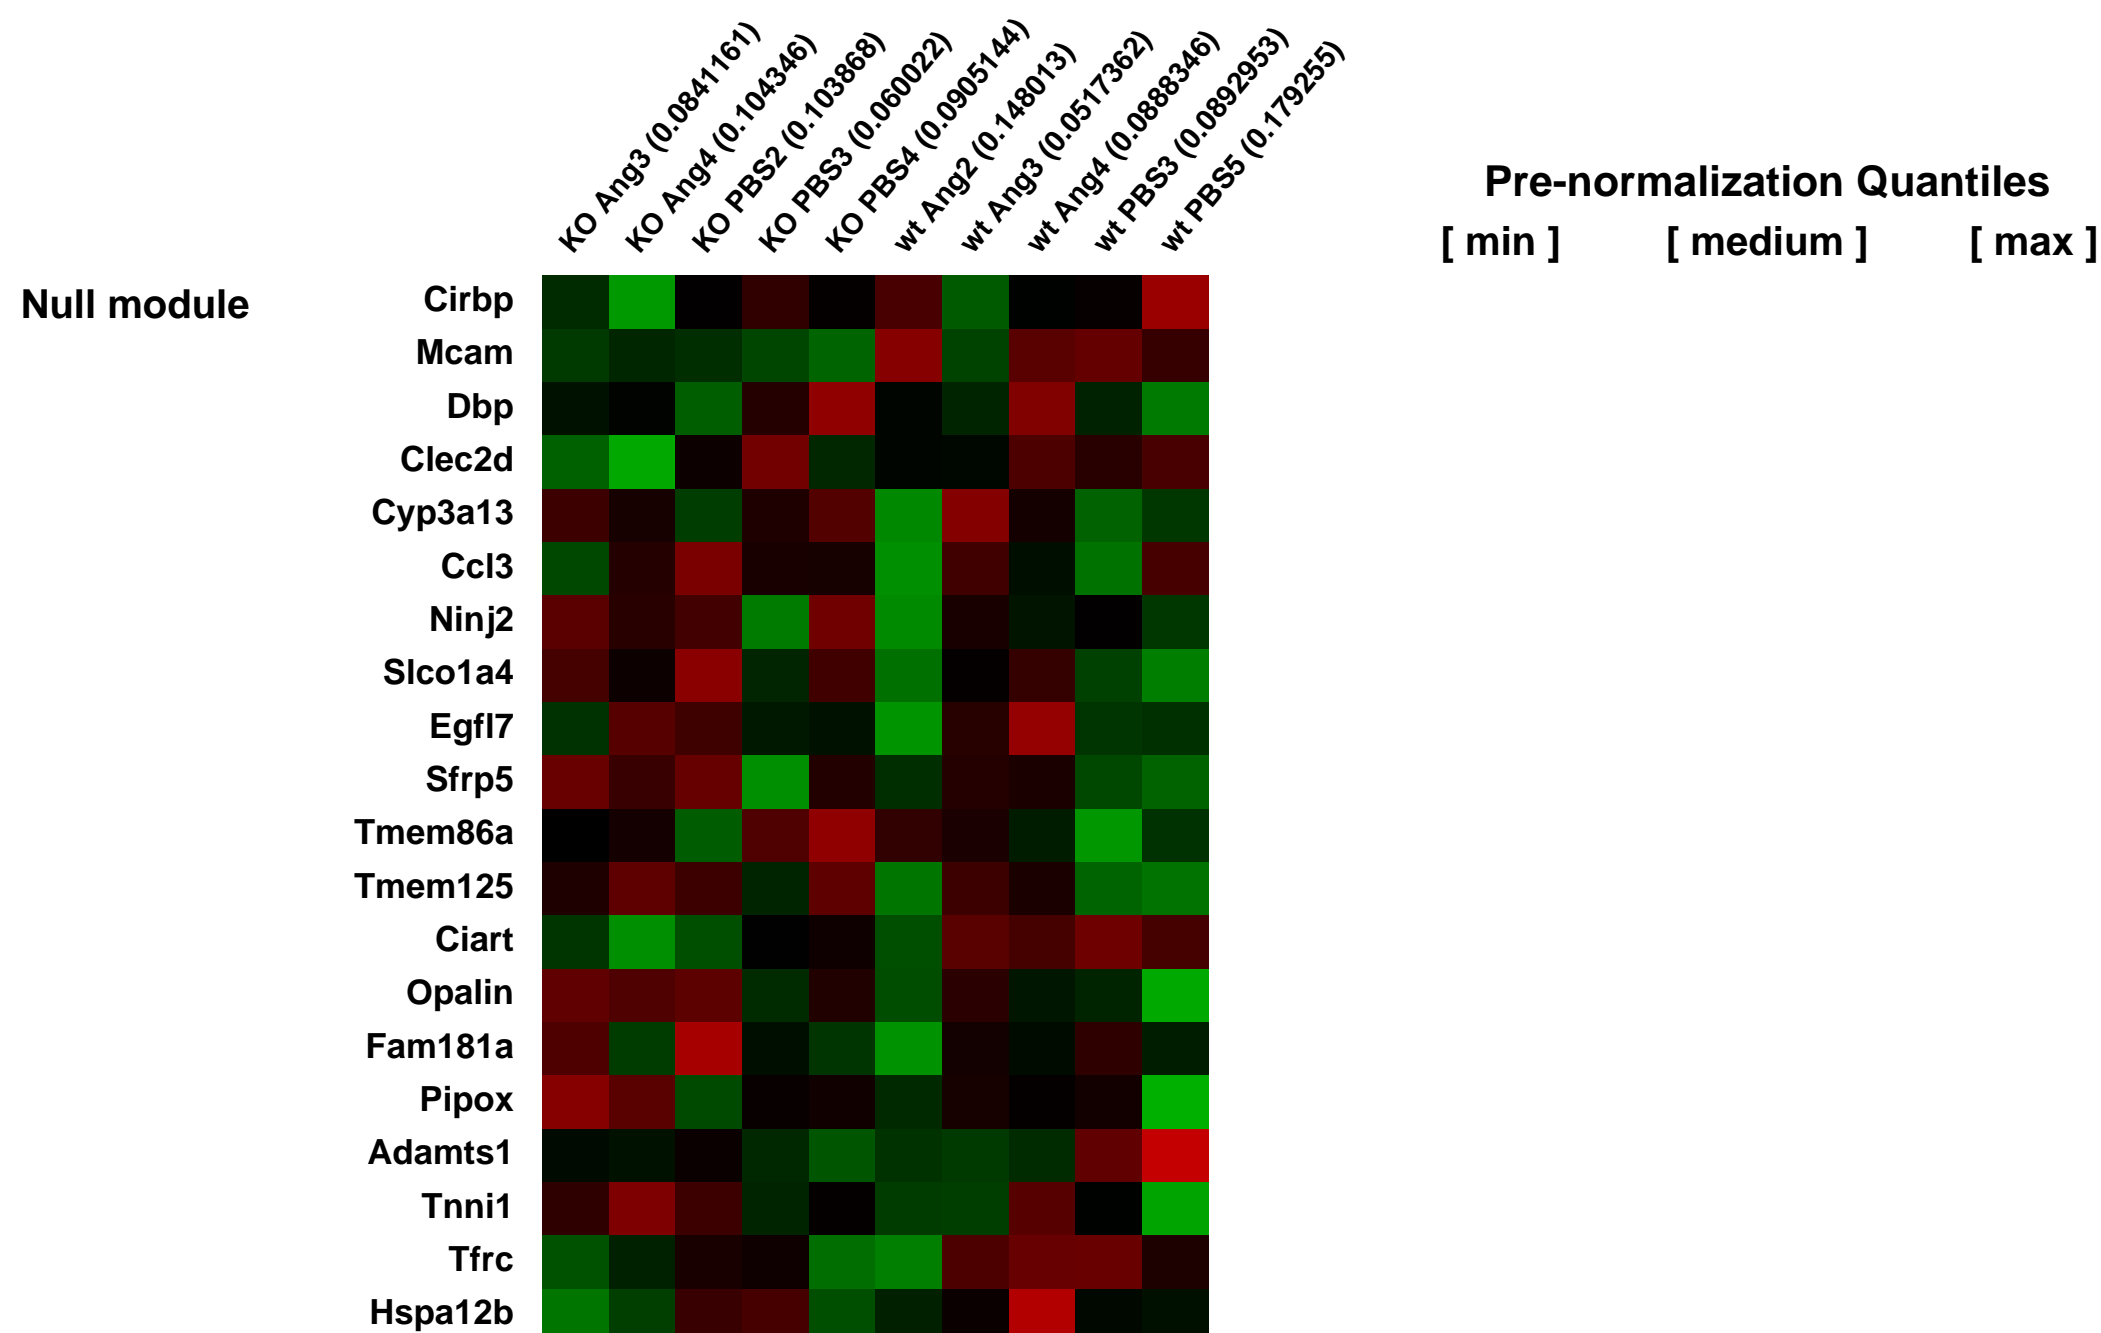 KO Ang3 (0.0841161)
KO Ang4 (0.104346)
KO PBS2 (0.103868)
KO PBS3 (0.060022)
KO PBS4 (0.0905144)
wt Ang2 (0.148013)
wt Ang3 (0.0517362)
wt Ang4 (0.0888346)
wt PBS3 (0.0892953)
wt PBS5 (0.179255)
Pre-normalization Quantiles
[ min ] [ medium ] [ max ]
Null module
Cirbp
Mcam
Dbp
Clec2d
Cyp3a13
Ccl3
Ninj2
Slco1a4
Egfl7
Sfrp5
Tmem86a
Tmem125
Ciart
Opalin
Fam181a
Pipox
Adamts1
Tnni1
Tfrc
Hspa12b